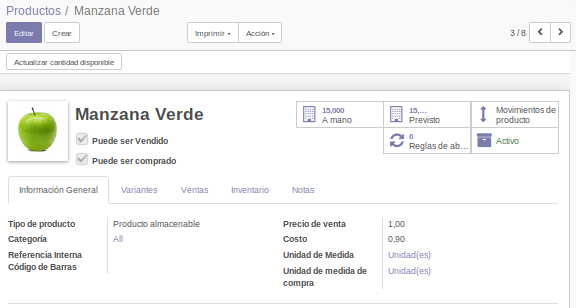 Productos / Manzana Verde
Editar Crear Imprimir Acción 3 / 8
Actualizar cantidad disponible
Manzana Verde
Puede ser Vendido
Puede ser comprado
15,000
A mano
15,...
Previsto
Movimientos de
producto
0
Reglas de ab...
Activo
Información General Variantes Ventas Inventario Notas
Tipo de producto Producto almacenable
Categoría All
Referencia Interna
Código de Barras
Precio de venta 1,00
Costo 0,90
Unidad de Medida Unidad(es)
Unidad de medida de Unidad(es)
compra